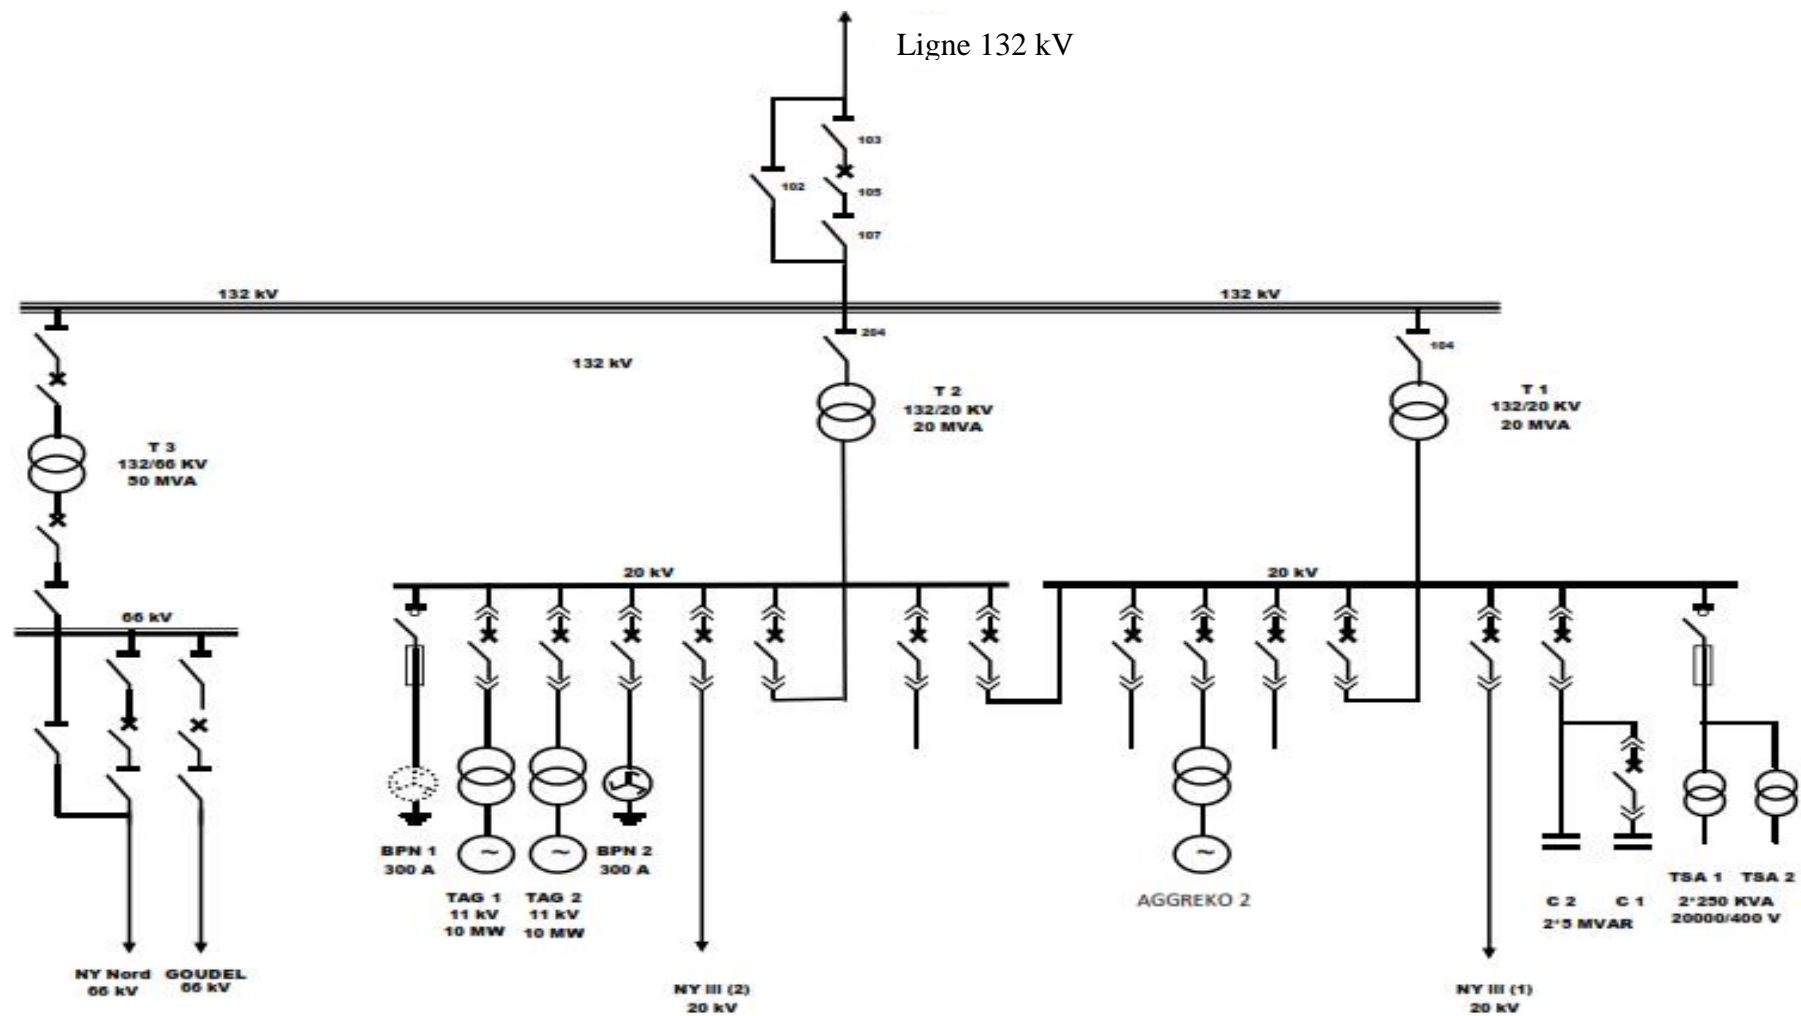 Ligne 132 kV
103
102
105
107
132 kV
132 kV
204
104
132 kV
T 2
132/20 KV
20 MVA
T 1
132/20 KV
20 MVA
T 3
132/66 KV
50 MVA
20 kV
20 kV
66 kV
~
~
~
BPN 1
300 A
BPN 2
300 A
TAG 1
11 kV
10 MW
TAG 2
11 kV
10 MW
AGGREKO 2
C 2
C 1
2*5 MVAR
TSA 1
TSA 2
2*250 KVA
20000/400 V
NY Nord
66 kV
GOUDEL
66 kV
NY III (2)
20 kV
NY III (1)
20 kV